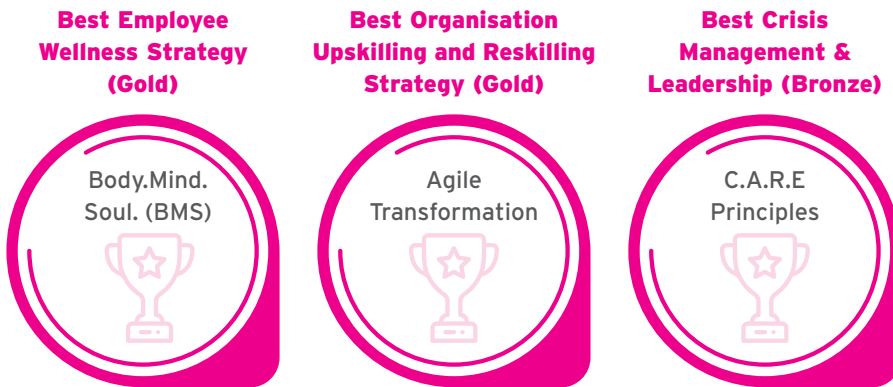 Best Employee
Wellness Strategy
(Gold)
Body.Mind.
Soul. (BMS)
Best Organisation
Upskilling and Reskilling
Strategy (Gold)
Agile
Transformation
Best Crisis
Management &
Leadership (Bronze)
C.A.R.E
Principles